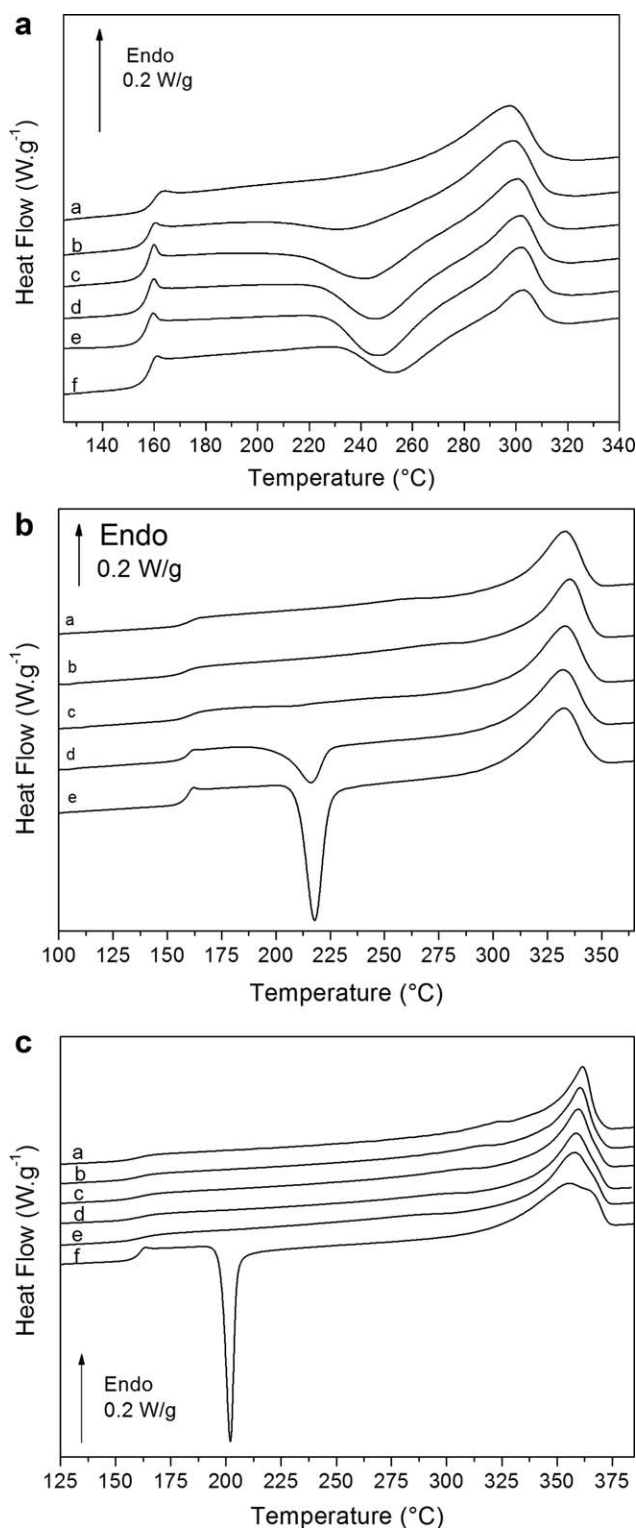 a
Endo
0.2 W/g
Heat Flow (W.g⁻¹)
a
b
c
d
e
f
140 160 180 200 220 240 260 280 300 320 340
Temperature (°C)
b
Endo
0.2 W/g
Heat Flow (W.g⁻¹)
a
b
c
d
e
100 125 150 175 200 225 250 275 300 325 350
Temperature (°C)
c
Heat Flow (W.g⁻¹)
a
b
c
d
e
f
Endo
0.2 W/g
125 150 175 200 225 250 275 300 325 350 375
Temperature (°C)